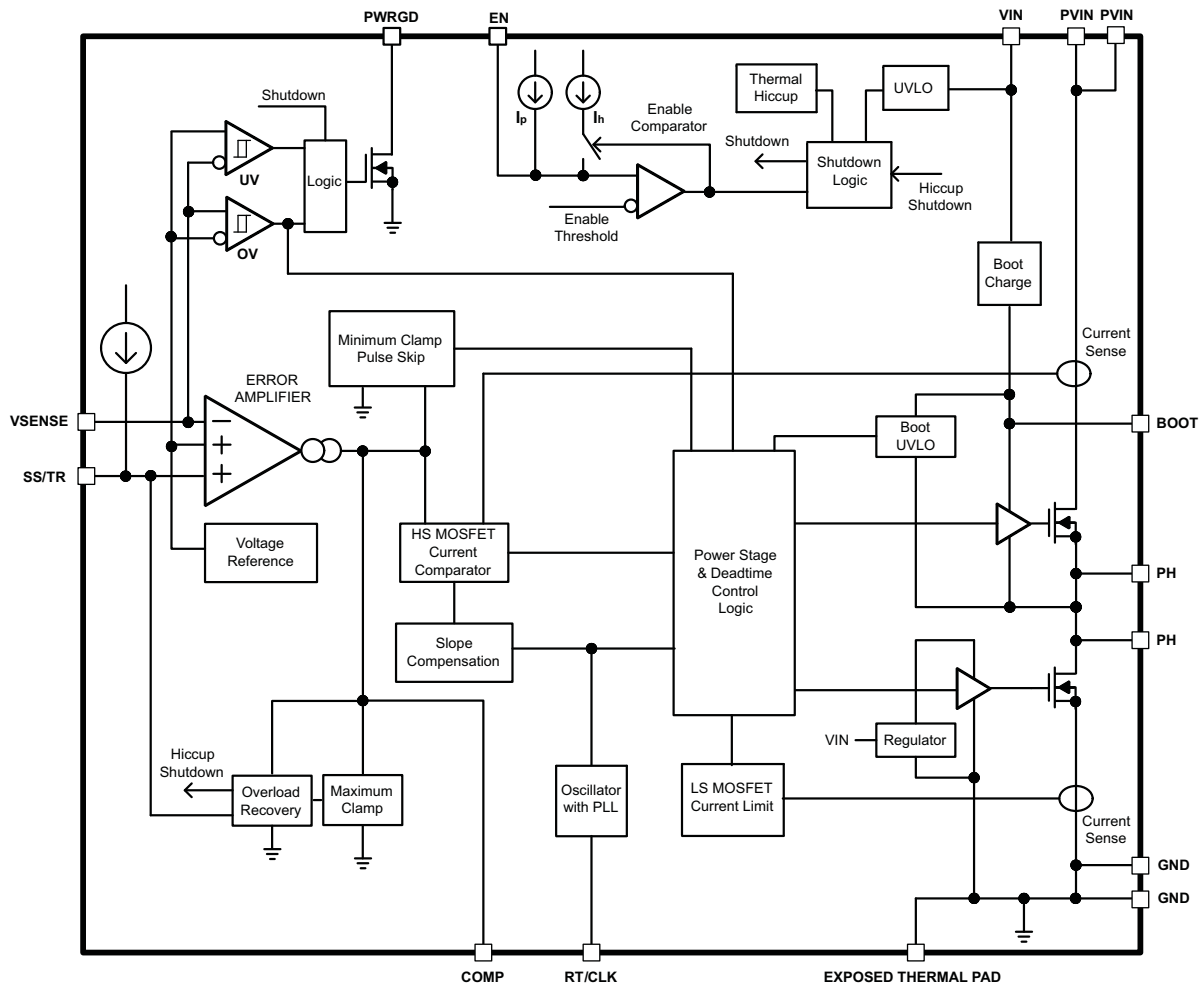 PWRGD
EN
VIN
PVIN
PVIN
Shutdown
Ip
Ih
Enable
Comparator
Thermal
Hiccup
UVLO
UV
Logic
Shutdown
Shutdown
Logic
Hiccup
Shutdown
Enable
Threshold
OV
Boot
Charge
Minimum Clamp
Pulse Skip
Current
Sense
ERROR
AMPLIFIER
VSENSE
−
+
SS/TR
+
Boot
UVLO
BOOT
Voltage
Reference
HS MOSFET
Current
Comparator
Power Stage
& Deadtime
Control
Logic
PH
Slope
Compensation
PH
VIN
Regulator
Hiccup
Shutdown
Overload
Recovery
Maximum
Clamp
Oscillator
with PLL
LS MOSFET
Current Limit
Current
Sense
GND
GND
COMP
RT/CLK
EXPOSED THERMAL PAD